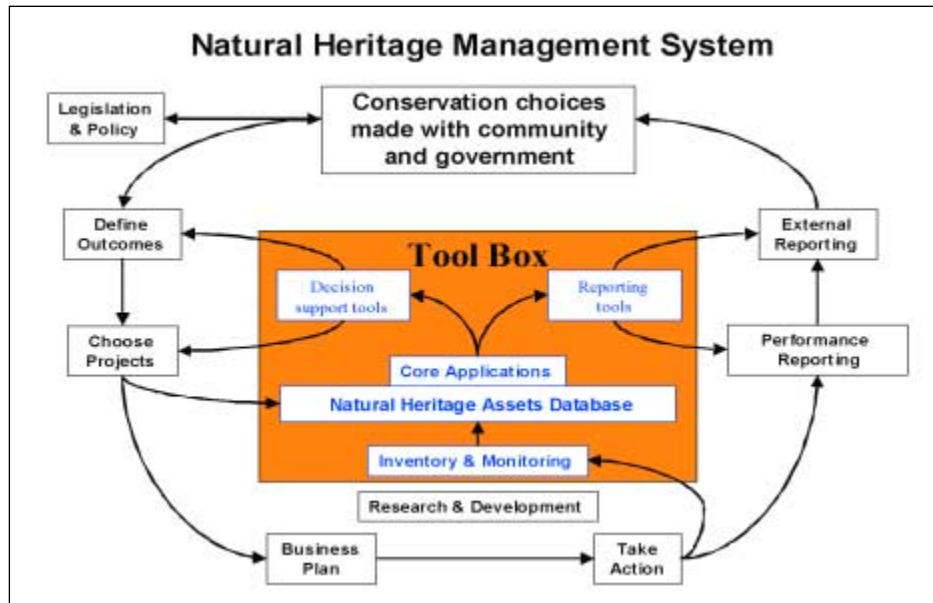 Natural Heritage Management System
Legislation
& Policy
Conservation choices
made with community
and government
Define
Outcomes
External
Reporting
Tool Box
Decision
support tools
Reporting
tools
Choose
Projects
Performance
Reporting
Core Applications
Natural Heritage Assets Database
Inventory & Monitoring
Research & Development
Business
Plan
Take
Action